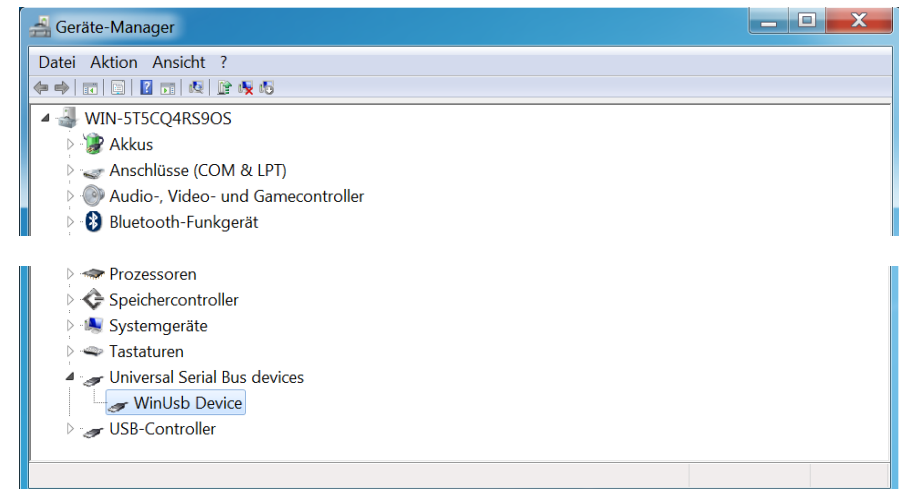 Geräte-Manager
Datei Aktion Ansicht ?
WIN-5T5CQ4RS9OS
Akkus
Anschlüsse (COM & LPT)
Audio-, Video- und Gamecontroller
Bluetooth-Funkgerät
Prozessoren
Speichercontroller
Systemgeräte
Tastaturen
Universal Serial Bus devices
WinUsb Device
USB-Controller